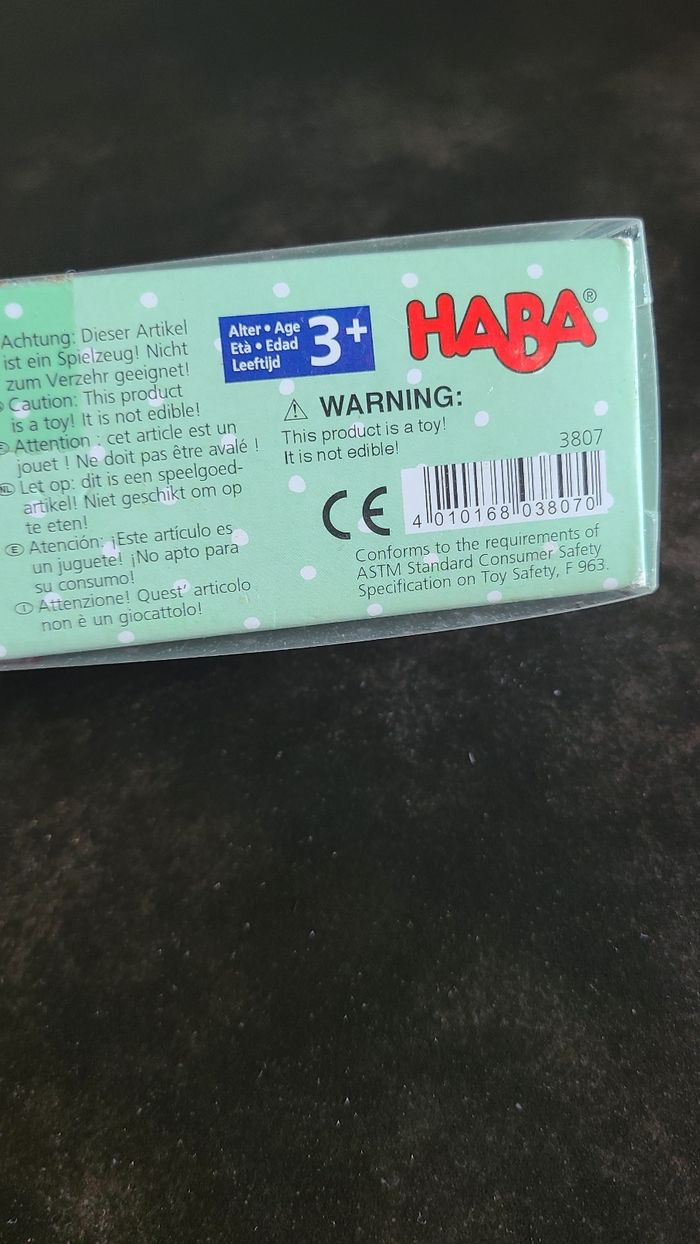 Achtung: Dieser Artikel
ist ein Spielzeug! Nicht
zum Verzehr geeignet!
Caution: This product
is a toy! It is not edible!
Attention : cet article est un
jouet ! Ne doit pas être avalé !
NL Let op: dit is een speelgoed-
artikel! Niet geschikt om op
te eten!
E Atención: ¡Este artículo es
un juguete! ¡No apto para
su consumo!
I Attenzione! Quest' articolo
non è un giocattolo!
Alter • Age
Età • Edad
Leeftijd
3+
HABA®
⚠ WARNING:
This product is a toy!
It is not edible!
3807
CE
4 010168 038070
Conforms to the requirements of
ASTM Standard Consumer Safety
Specification on Toy Safety, F 963.